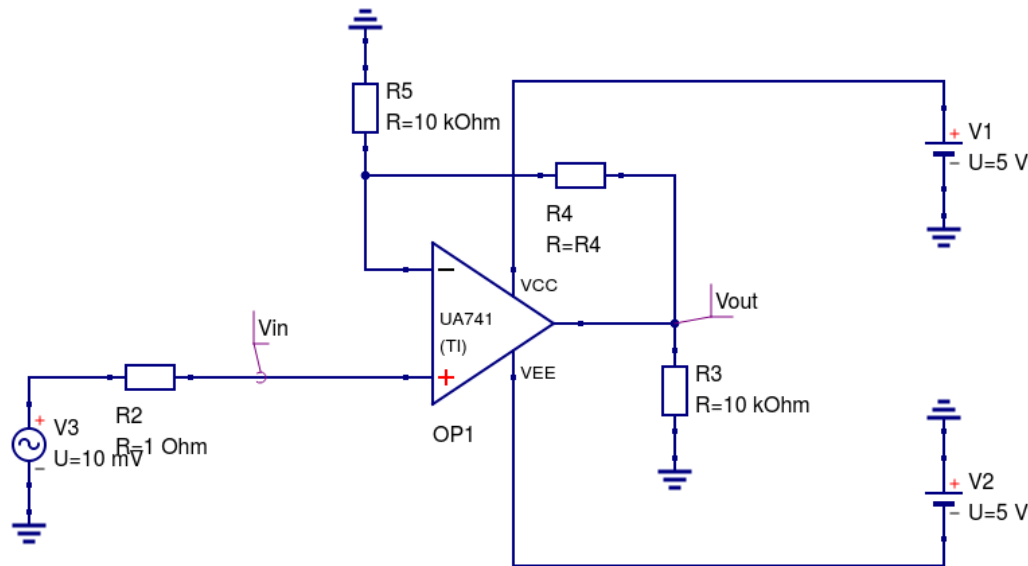 R5
R=10 kOhm
V1
U=5 V
R4
R=R4
VCC
UA741
(TI)
Vout
Vin
VEE
R3
R=10 kOhm
R2
R=1 Ohm
OP1
V3
U=10 mV
V2
U=5 V